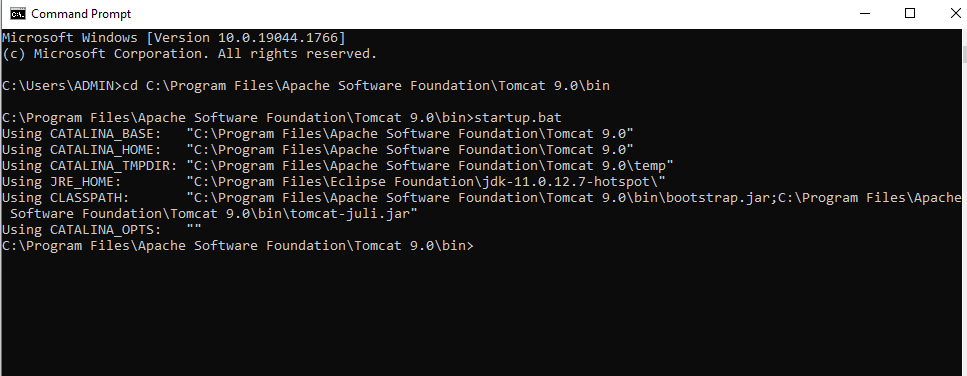 Command Prompt
Microsoft Windows [Version 10.0.19044.1766]
(c) Microsoft Corporation. All rights reserved.
C:\Users\ADMIN>cd C:\Program Files\Apache Software Foundation\Tomcat 9.0\bin
C:\Program Files\Apache Software Foundation\Tomcat 9.0\bin>startup.bat
Using CATALINA_BASE:   "C:\Program Files\Apache Software Foundation\Tomcat 9.0"
Using CATALINA_HOME:   "C:\Program Files\Apache Software Foundation\Tomcat 9.0"
Using CATALINA_TMPDIR: "C:\Program Files\Apache Software Foundation\Tomcat 9.0\temp"
Using JRE_HOME:        "C:\Program Files\Eclipse Foundation\jdk-11.0.12.7-hotspot\"
Using CLASSPATH:       "C:\Program Files\Apache Software Foundation\Tomcat 9.0\bin\bootstrap.jar;C:\Program Files\Apache
 Software Foundation\Tomcat 9.0\bin\tomcat-juli.jar"
Using CATALINA_OPTS:   ""
C:\Program Files\Apache Software Foundation\Tomcat 9.0\bin>